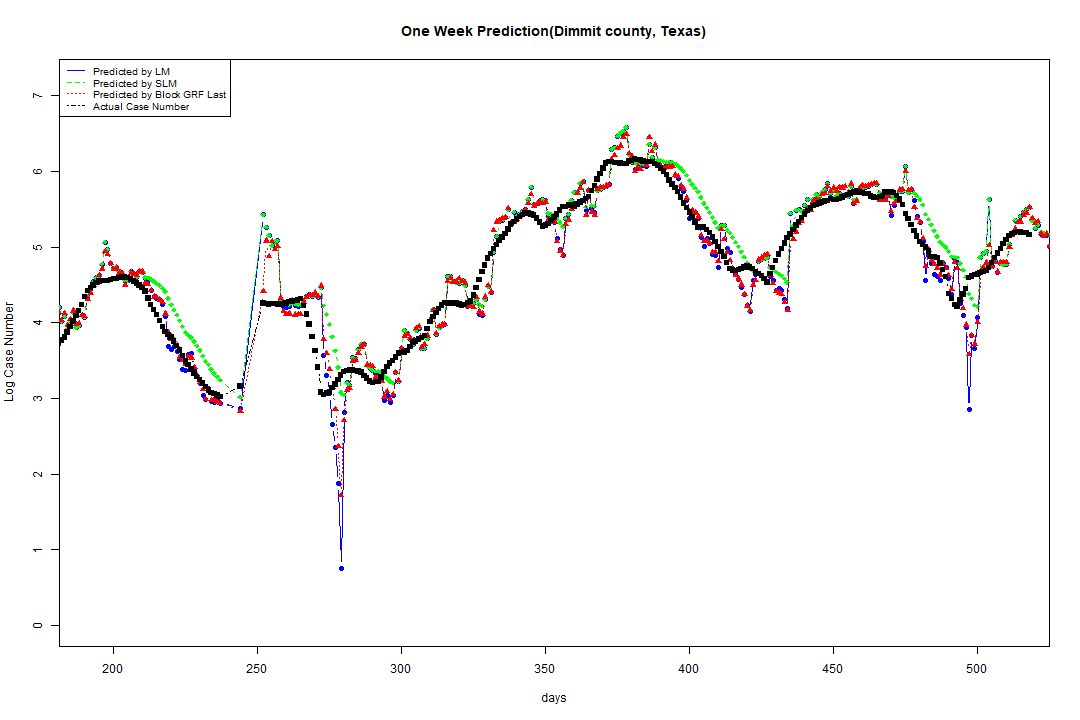 One Week Prediction(Dimmit county, Texas)
Predicted by LM
Predicted by SLM
Predicted by Block GRF Last
Actual Case Number
Log Case Number
7
6
5
4
3
2
1
0
200 250 300 350 400 450 500
days